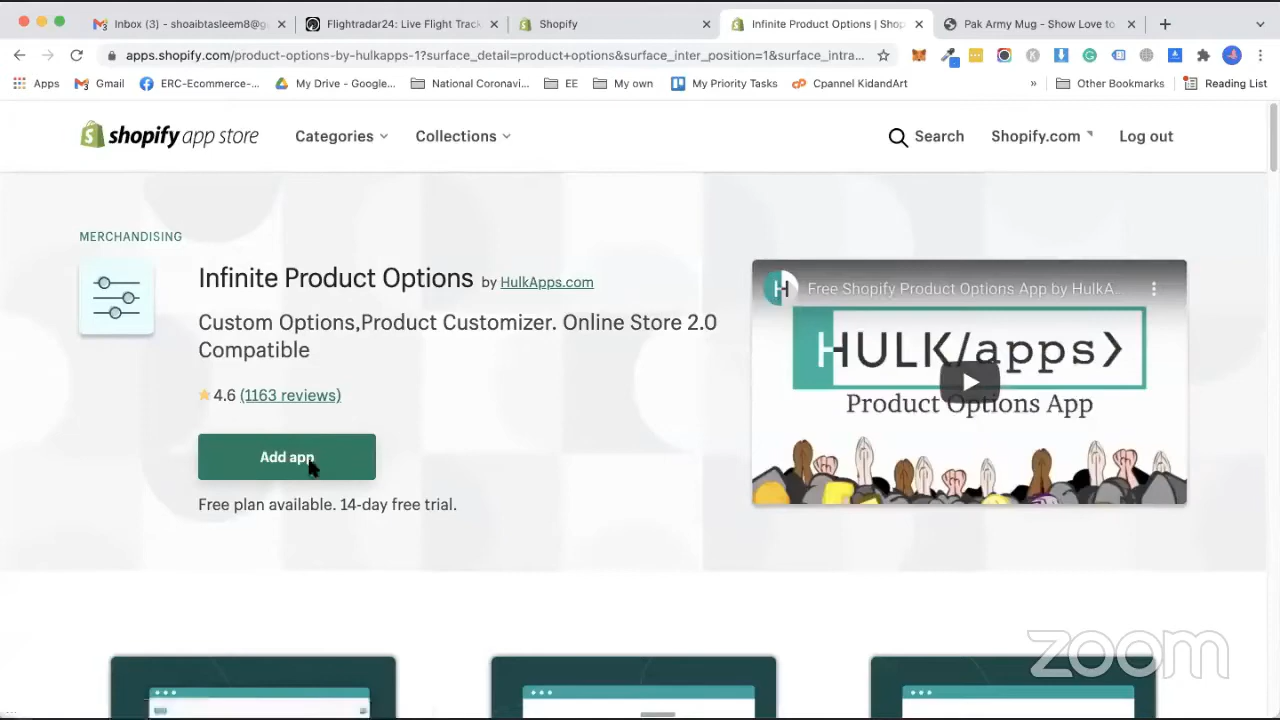 Inbox (3) - shoaibtasleem8@g
Flightradar24: Live Flight Track
Shopify
Infinite Product Options | Shop
Pak Army Mug - Show Love to
apps.shopify.com/product-options-by-hulkapps-1?surface_detail=product+options&surface_inter_position=1&surface_intra...
Apps
Gmail
ERC-Ecommerce-...
My Drive - Google...
National Coronavi...
EE
My own
My Priority Tasks
Cpannel KidandArt
»
Other Bookmarks
Reading List
shopify app store
Categories
Collections
Search
Shopify.com
Log out
MERCHANDISING
Infinite Product Options by HulkApps.com
Custom Options,Product Customizer. Online Store 2.0
Compatible
4.6 (1163 reviews)
Add app
Free plan available. 14-day free trial.
H
Free Shopify Product Options App by HulkA...
HULK/apps>
Product Options App
zoom